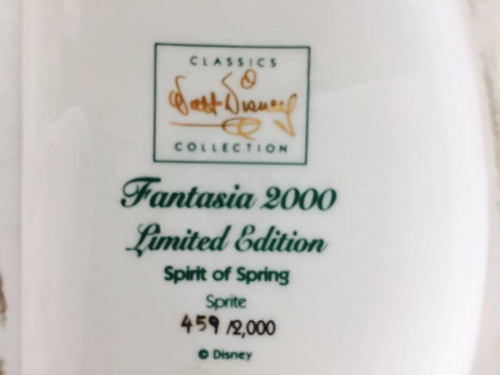 CLASSICS
Walt Disney
COLLECTION
Fantasia 2000
Limited Edition
Spirit of Spring
Sprite
459 /2,000
© Disney